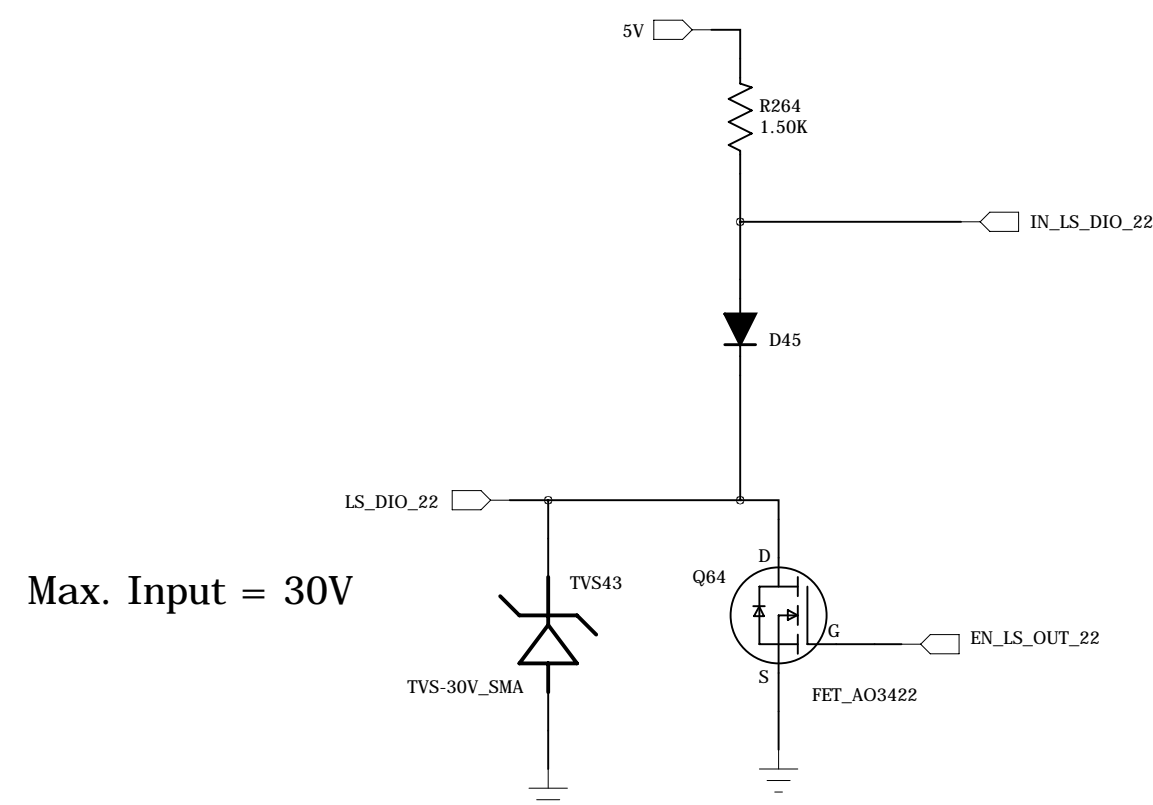 5V
R264
1.50K
IN_LS_DIO_22
D45
LS_DIO_22
D
Q64
TVS43
Max. Input = 30V
G
EN_LS_OUT_22
S
TVS-30V_SMA
FET_AO3422